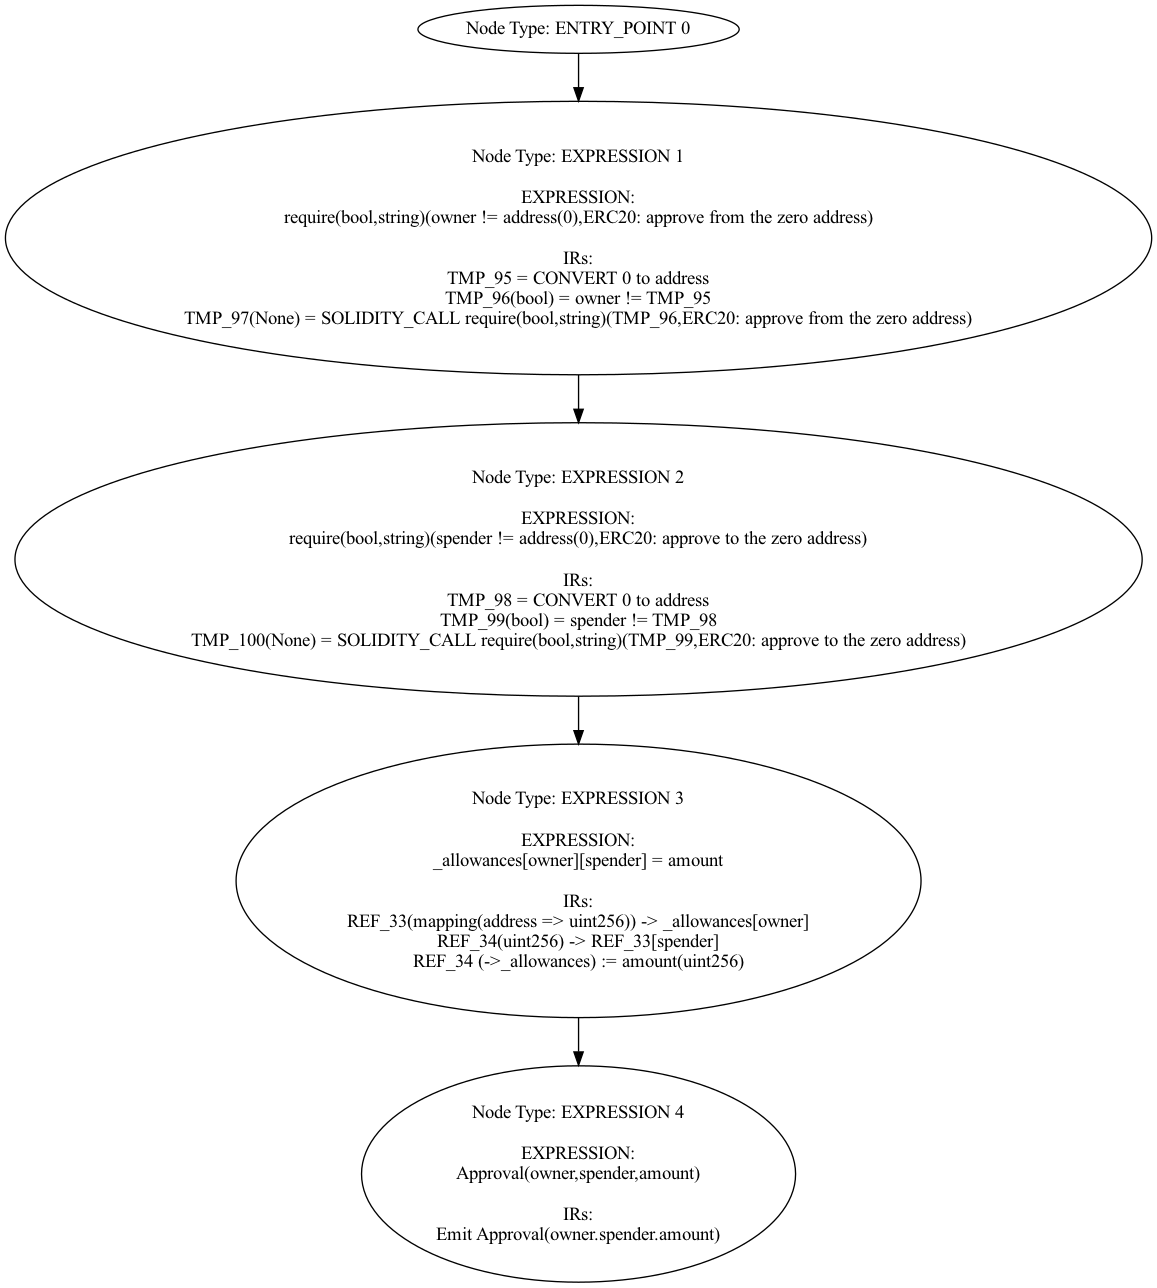 Node Type: ENTRY_POINT 0
Node Type: EXPRESSION 1
EXPRESSION:
require(bool,string)(owner != address(0),ERC20: approve from the zero address)
IRs:
TMP_95 = CONVERT 0 to address
TMP_96(bool) = owner != TMP_95
TMP_97(None) = SOLIDITY_CALL require(bool,string)(TMP_96,ERC20: approve from the zero address)
Node Type: EXPRESSION 2
EXPRESSION:
require(bool,string)(spender != address(0),ERC20: approve to the zero address)
IRs:
TMP_98 = CONVERT 0 to address
TMP_99(bool) = spender != TMP_98
TMP_100(None) = SOLIDITY_CALL require(bool,string)(TMP_99,ERC20: approve to the zero address)
Node Type: EXPRESSION 3
EXPRESSION:
_allowances[owner][spender] = amount
IRs:
REF_33(mapping(address => uint256)) -> _allowances[owner]
REF_34(uint256) -> REF_33[spender]
REF_34 (->_allowances) := amount(uint256)
Node Type: EXPRESSION 4
EXPRESSION:
Approval(owner,spender,amount)
IRs:
Emit Approval(owner.spender.amount)